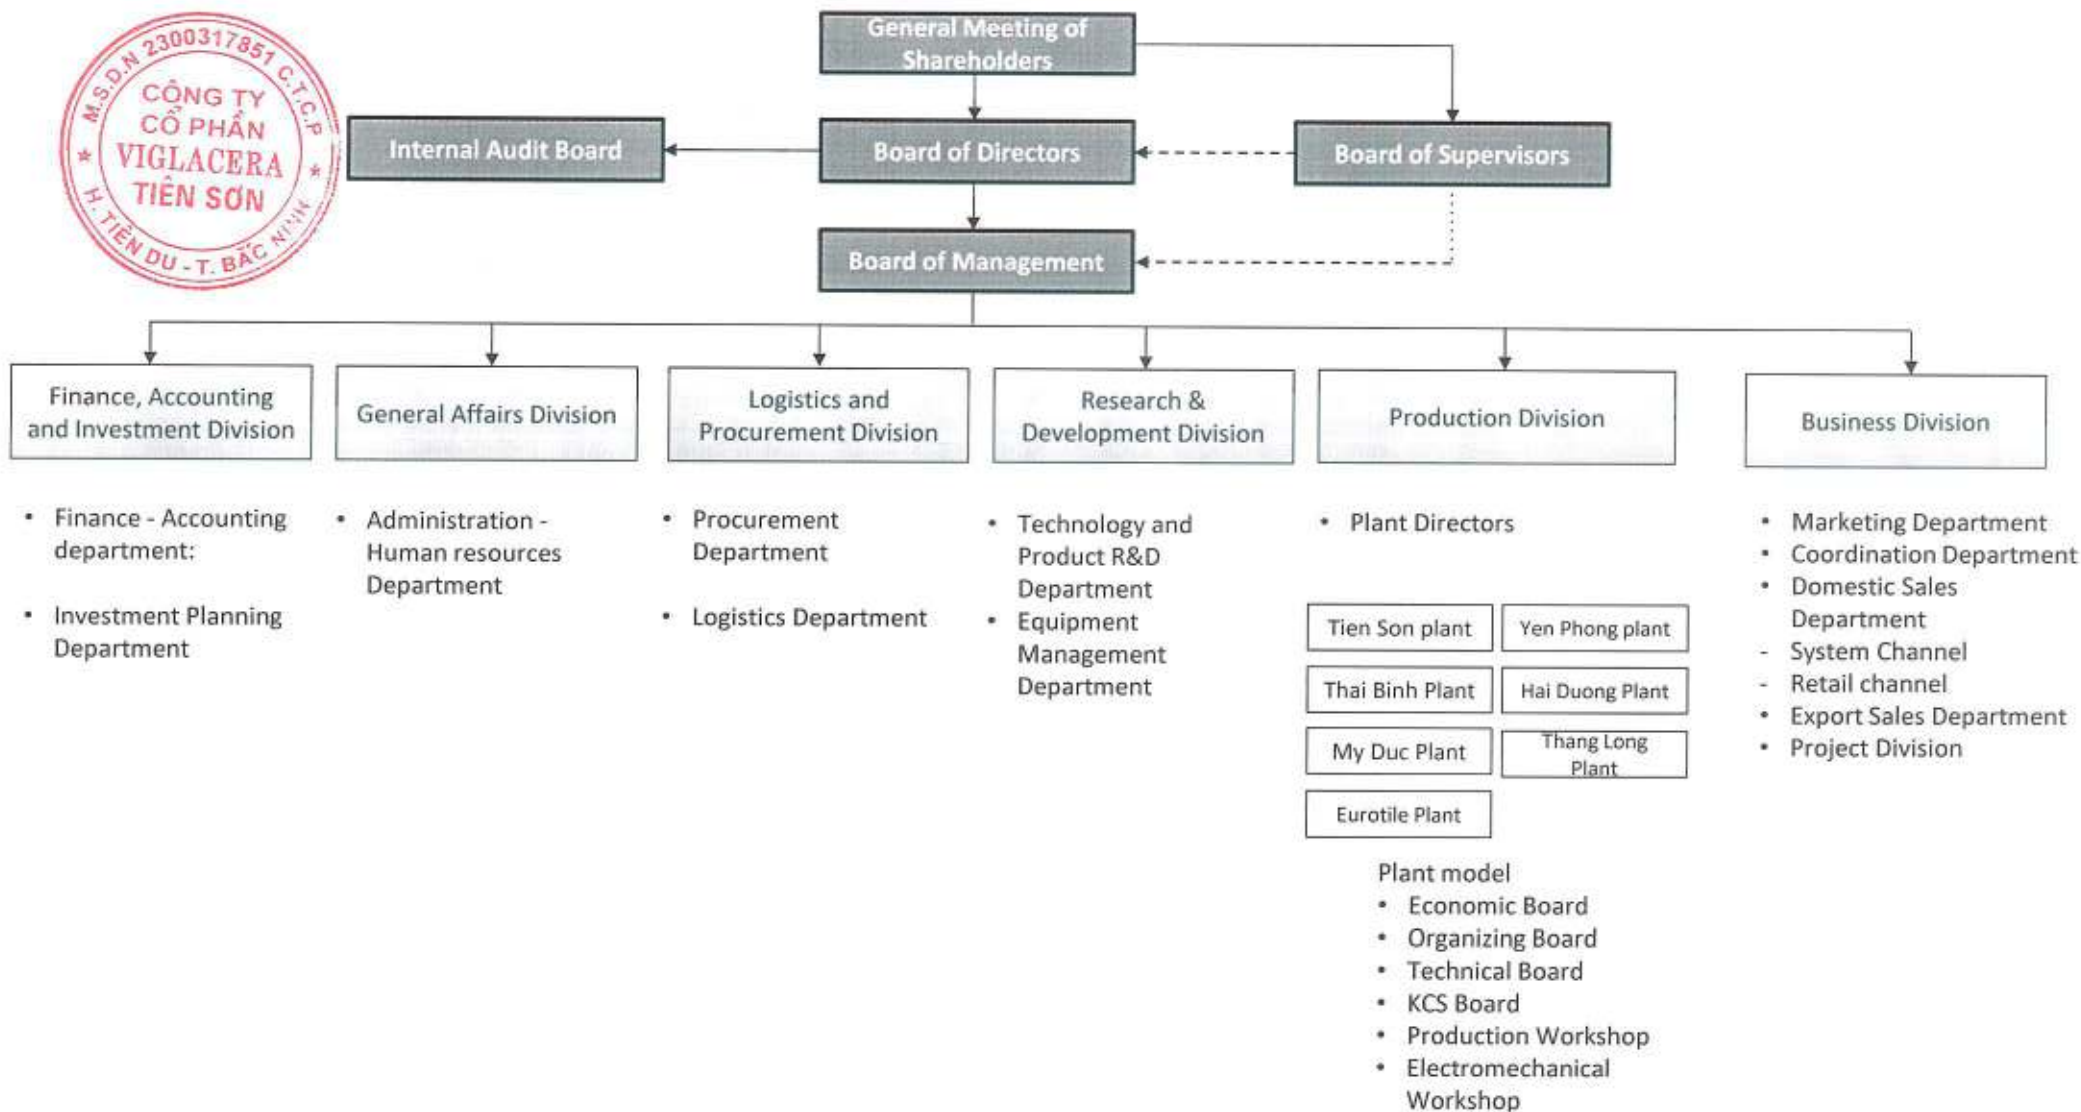 General Meeting of
Shareholders
M.S.D.N 2300317851 C.T.C.P
CÔNG TY
CỔ PHẦN
VIGLACERA
TIÊN SƠN
H. TIÊN DU - T. BẮC NINH
Internal Audit Board
Board of Directors
Board of Supervisors
Board of Management
Finance, Accounting
and Investment Division
General Affairs Division
Logistics and
Procurement Division
Research &
Development Division
Production Division
Business Division
• Finance - Accounting
department:
• Investment Planning
Department
• Administration -
Human resources
Department
• Procurement
Department
• Logistics Department
• Technology and
Product R&D
Department
• Equipment
Management
Department
• Plant Directors
Tien Son plant
Yen Phong plant
Thai Binh Plant
Hai Duong Plant
My Duc Plant
Thang Long
Plant
Eurotile Plant
Plant model
• Economic Board
• Organizing Board
• Technical Board
• KCS Board
• Production Workshop
• Electromechanical
Workshop
• Marketing Department
• Coordination Department
• Domestic Sales
Department
- System Channel
- Retail channel
• Export Sales Department
• Project Division